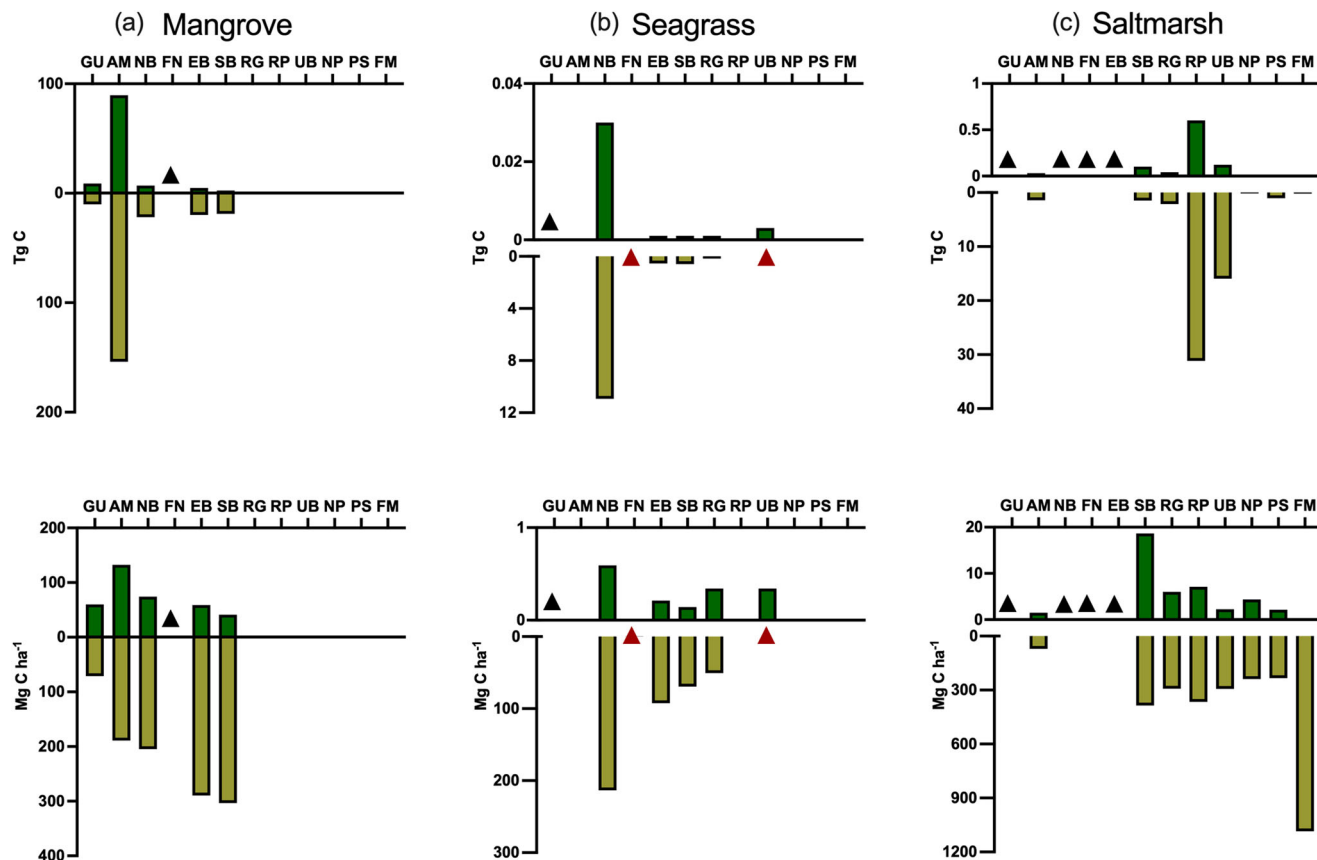 (a) Mangrove
(b) Seagrass
(c) Saltmarsh
GU AM NB FN EB SB RG RP UB NP PS FM
100
0
100
200
Tg C
GU AM NB FN EB SB RG RP UB NP PS FM
0.04
0.02
0
0
4
8
12
Tg C
GU AM NB FN EB SB RG RP UB NP PS FM
1
0.5
0
0
10
20
30
40
Tg C
GU AM NB FN EB SB RG RP UB NP PS FM
200
100
0
100
200
300
400
Mg C ha⁻¹
GU AM NB FN EB SB RG RP UB NP PS FM
1
0
0
100
200
300
Mg C ha⁻¹
GU AM NB FN EB SB RG RP UB NP PS FM
20
10
0
0
300
600
900
1200
Mg C ha⁻¹